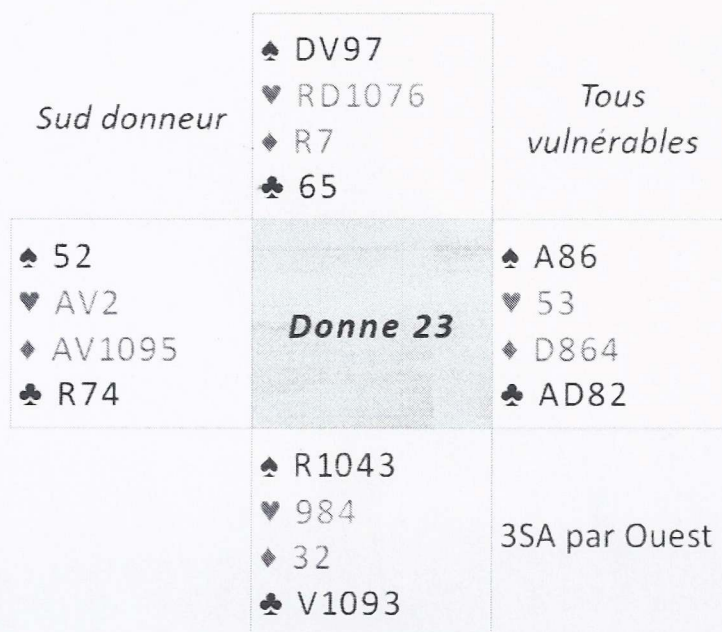 Sud donneur
♠ DV97
♥ RD1076
♦ R7
♣ 65
Tous
vulnérables
♠ 52
♥ AV2
♦ AV1095
♣ R74
Donne 23
♠ A86
♥ 53
♦ D864
♣ AD82
♠ R1043
♥ 984
♦ 32
♣ V1093
3SA par Ouest